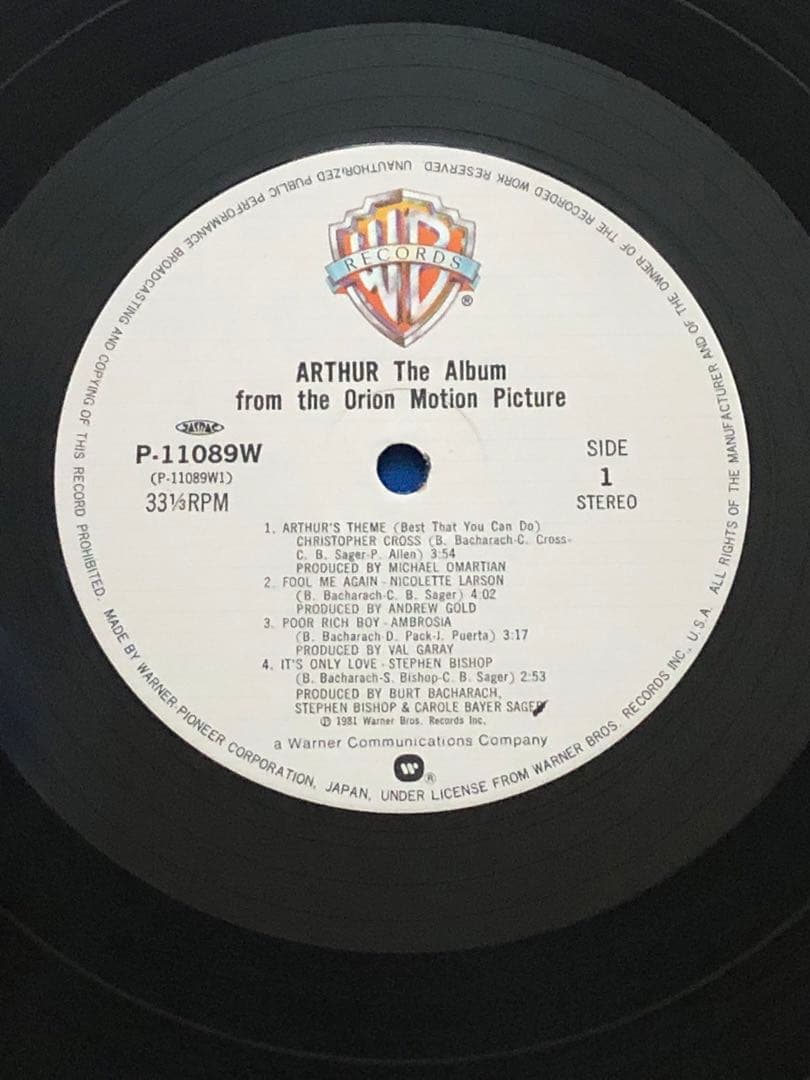 WB
RECORDS
®
ARTHUR The Album
from the Orion Motion Picture
JASRAC
P-11089W
(P-11089W1)
33⅓RPM
SIDE
1
STEREO
1. ARTHUR'S THEME (Best That You Can Do)
CHRISTOPHER CROSS (B. Bacharach-C. Cross-
C. B. Sager-P. Allen) 3:54
PRODUCED BY MICHAEL OMARTIAN
2. FOOL ME AGAIN - NICOLETTE LARSON
(B. Bacharach-C. B. Sager) 4:02
PRODUCED BY ANDREW GOLD
3. POOR RICH BOY - AMBROSIA
(B. Bacharach-D. Pack-J. Puerta) 3:17
PRODUCED BY VAL GARAY
4. IT'S ONLY LOVE - STEPHEN BISHOP
(B. Bacharach-S. Bishop-C. B. Sager) 2:53
PRODUCED BY BURT BACHARACH,
STEPHEN BISHOP & CAROLE BAYER SAGER
Ⓟ 1981 Warner Bros. Records Inc.
a Warner Communications Company
W ®
MADE BY WARNER-PIONEER CORPORATION, JAPAN, UNDER LICENSE FROM WARNER BROS. RECORDS INC., U.S.A. ALL RIGHTS OF THE MANUFACTURER AND OF THE OWNER OF THE RECORDED WORK RESERVED. UNAUTHORIZED PUBLIC PERFORMANCE BROADCASTING AND COPYING OF THIS RECORD PROHIBITED.